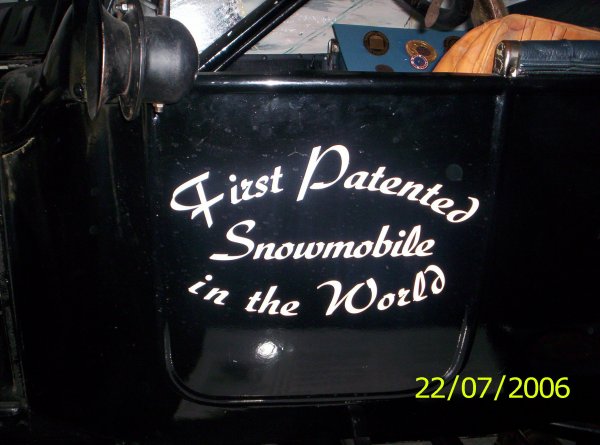 First Patented
Snowmobile
in the World
22/07/2006